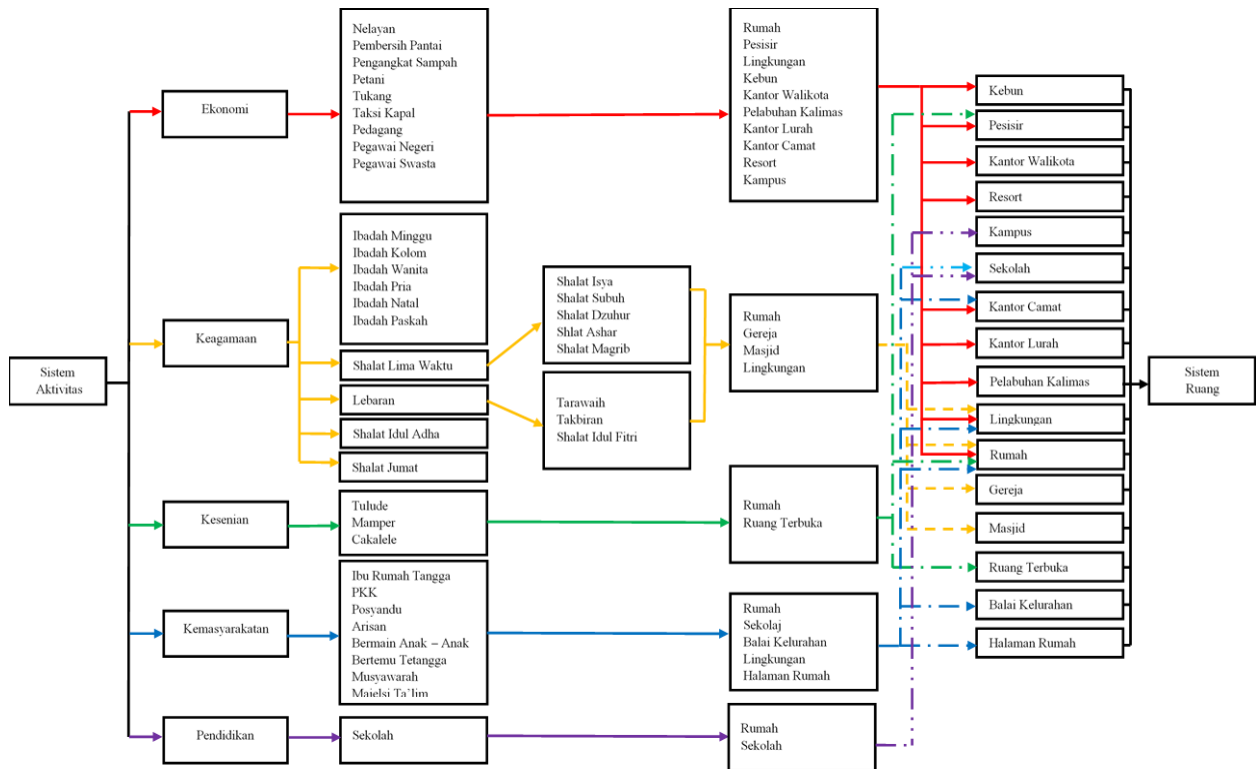 Sistem
Aktivitas
Ekonomi
Keagamaan
Kesenian
Kemasyarakatan
Pendidikan
Nelayan
Pembersih Pantai
Pengangkat Sampah
Petani
Tukang
Taksi Kapal
Pedagang
Pegawai Negeri
Pegawai Swasta
Ibadah Minggu
Ibadah Kolom
Ibadah Wanita
Ibadah Pria
Ibadah Natal
Ibadah Paskah
Shalat Lima Waktu
Lebaran
Shalat Idul Adha
Shalat Jumat
Tulude
Mamper
Cakalele
Ibu Rumah Tangga
PKK
Posyandu
Arisan
Bermain Anak – Anak
Bertemu Tetangga
Musyawarah
Majelsi Ta`lim
Sekolah
Shalat Isya
Shalat Subuh
Shalat Dzuhur
Shlat Ashar
Shalat Magrib
Tarawaih
Takbiran
Shalat Idul Fitri
Rumah
Pesisir
Lingkungan
Kebun
Kantor Walikota
Pelabuhan Kalimas
Kantor Lurah
Kantor Camat
Resort
Kampus
Rumah
Gereja
Masjid
Lingkungan
Rumah
Ruang Terbuka
Rumah
Sekolaj
Balai Kelurahan
Lingkungan
Halaman Rumah
Rumah
Sekolah
Kebun
Pesisir
Kantor Walikota
Resort
Kampus
Sekolah
Kantor Camat
Kantor Lurah
Pelabuhan Kalimas
Lingkungan
Rumah
Gereja
Masjid
Ruang Terbuka
Balai Kelurahan
Halaman Rumah
Sistem
Ruang